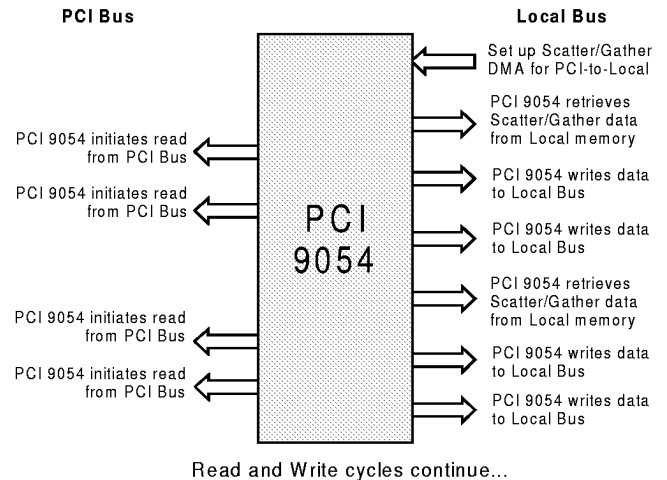 PCI Bus
Local Bus
Set up Scatter/Gather
DMA for PCI-to-Local
PCI 9054 retrieves
Scatter/Gather data
from Local memory
PCI 9054 initiates read
from PCI Bus
PCI 9054 writes data
to Local Bus
PCI 9054 initiates read
from PCI Bus
PCI 9054 writes data
to Local Bus
PCI
9054
PCI 9054 retrieves
Scatter/Gather data
from Local memory
PCI 9054 initiates read
from PCI Bus
PCI 9054 writes data
to Local Bus
PCI 9054 initiates read
from PCI Bus
PCI 9054 writes data
to Local Bus
Read and Write cycles continue...